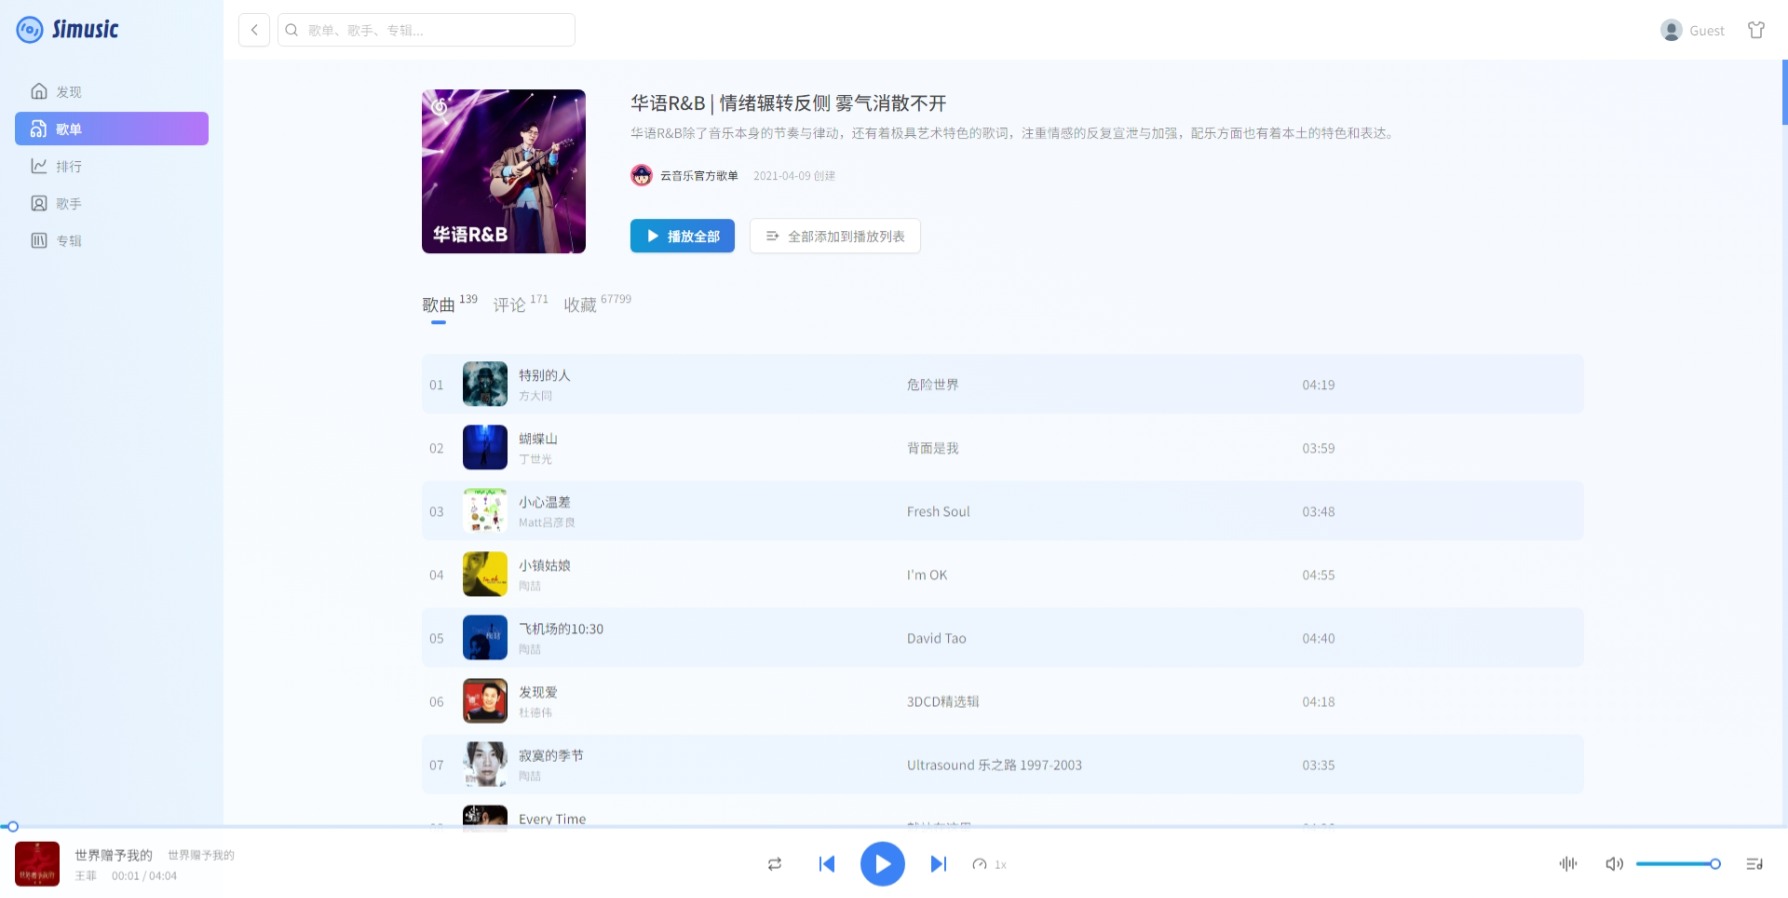 Simusic
歌单、歌手、专辑...
Guest
发现
歌单
排行
歌手
专辑
华语R&B
华语R&B | 情绪辗转反侧 雾气消散不开
华语R&B除了音乐本身的节奏与律动，还有着极具艺术特色的歌词，注重情感的反复宣泄与加强，配乐方面也有着本土的特色和表达。
云音乐官方歌单 2021-04-09 创建
播放全部 全部添加到播放列表
歌曲 139 评论 171 收藏 67799
01 特别的人 危险世界 04:19
方大同
02 蝴蝶山 背面是我 03:59
丁世光
03 小心温差 Fresh Soul 03:48
Matt吕彦良
04 小镇姑娘 I'm OK 04:55
陶喆
05 飞机场的10:30 David Tao 04:40
陶喆
06 发现爱 3DCD精选辑 04:18
杜德伟
07 寂寞的季节 Ultrasound 乐之路 1997-2003 03:35
陶喆
Every Time
世界赠予我的 世界赠予我的
王菲 00:01 / 04:04
1x